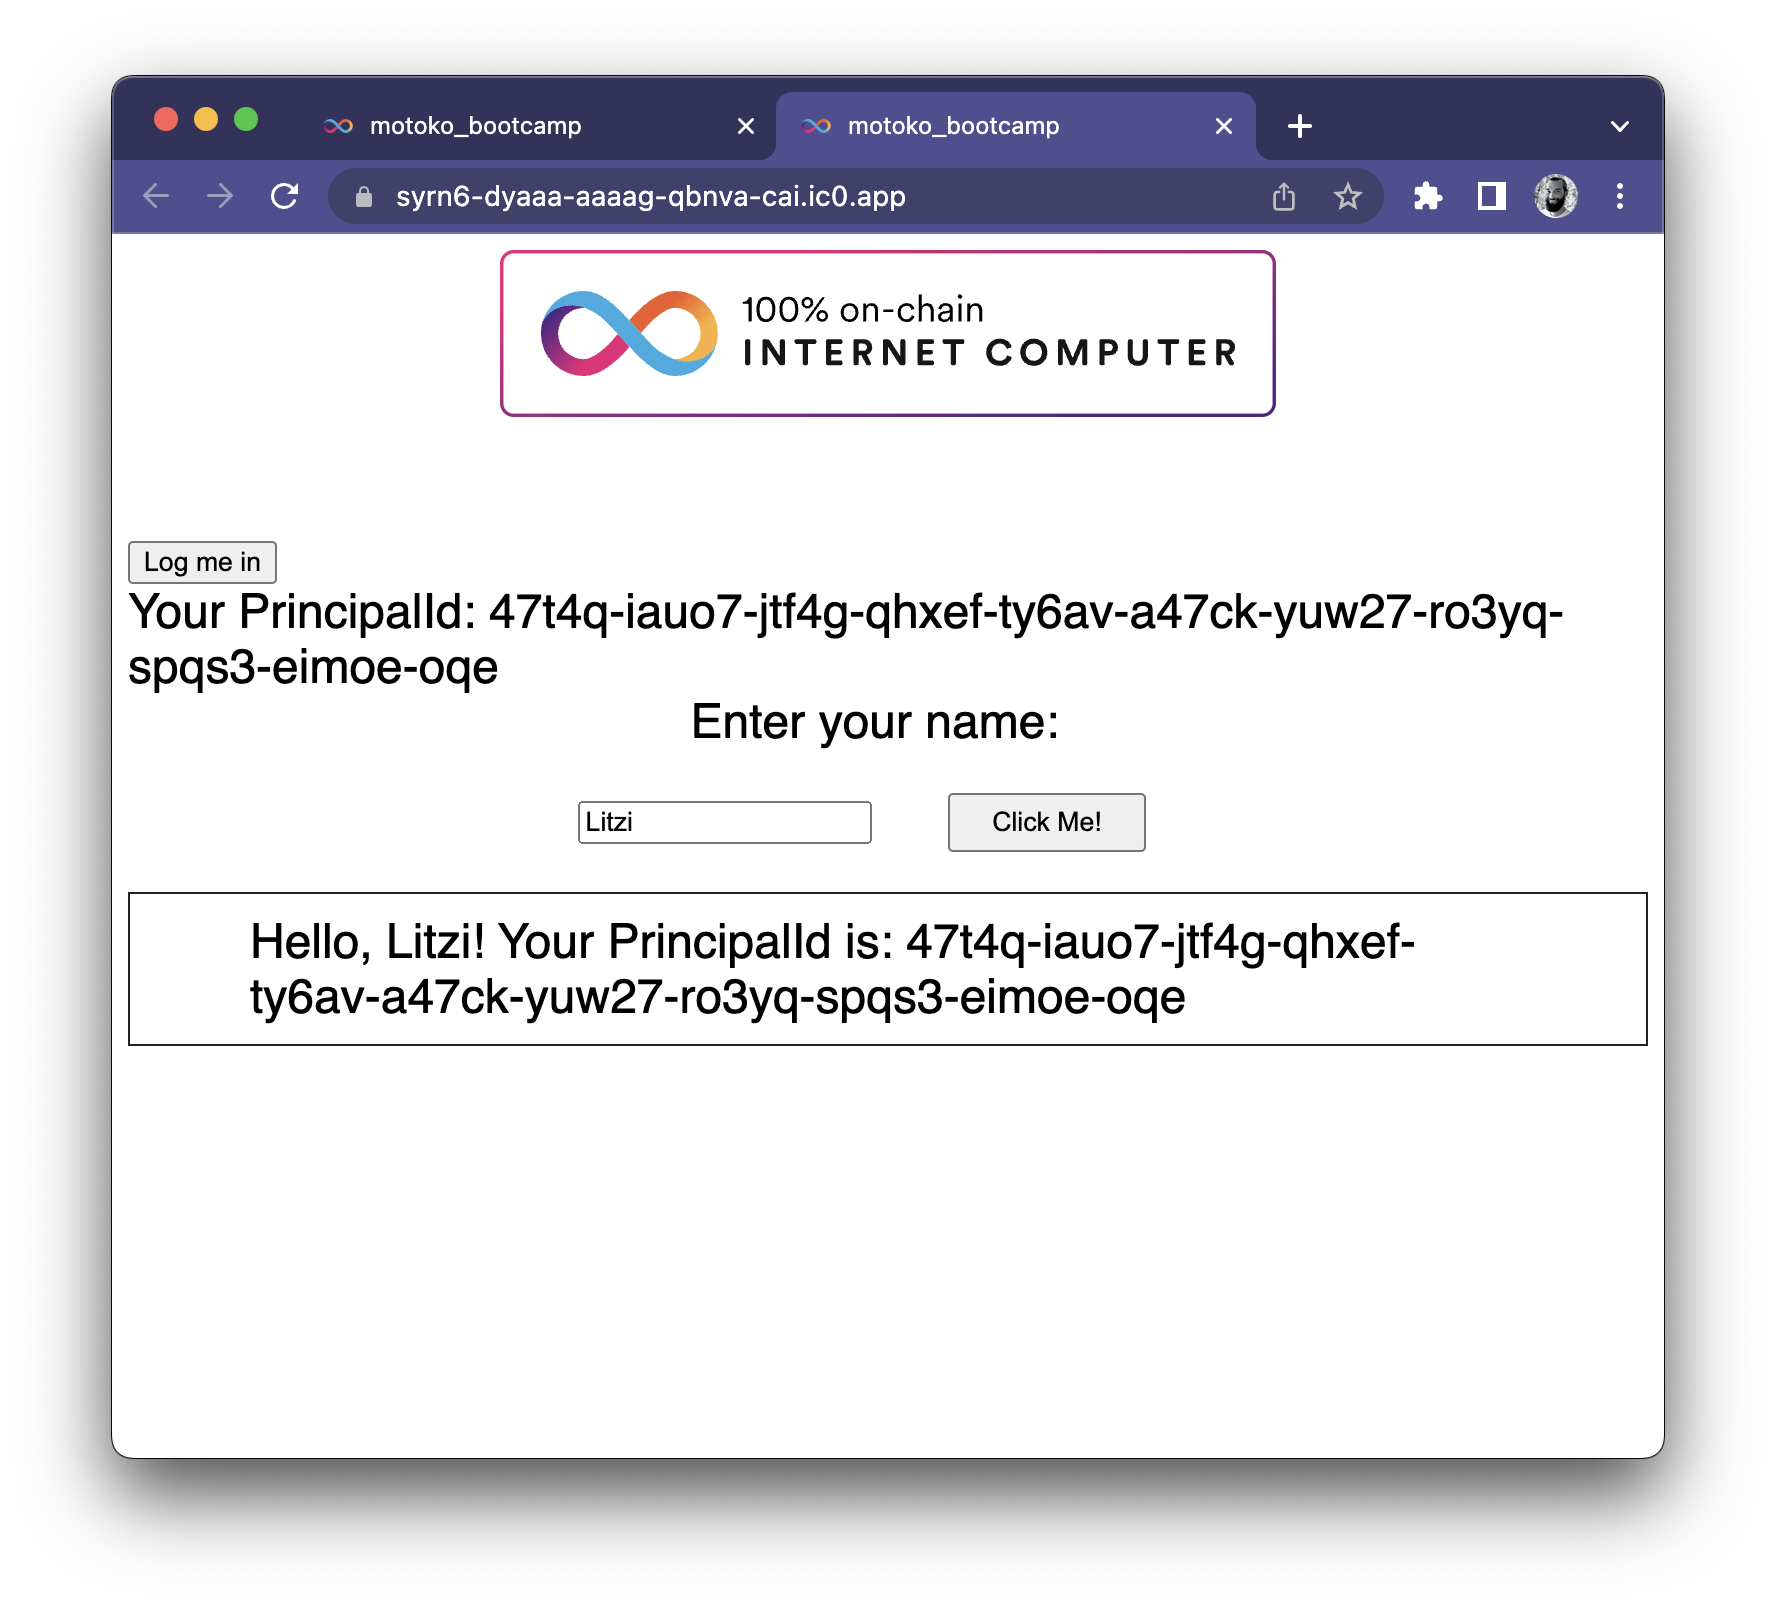 motoko_bootcamp
motoko_bootcamp
syrn6-dyaaa-aaaag-qbnva-cai.ic0.app
100% on-chain
INTERNET COMPUTER
Log me in
Your PrincipalId: 47t4q-iauo7-jtf4g-qhxef-ty6av-a47ck-yuw27-ro3yq-
spqs3-eimoe-oqe
Enter your name:
Litzi
Click Me!
Hello, Litzi! Your PrincipalId is: 47t4q-iauo7-jtf4g-qhxef-
ty6av-a47ck-yuw27-ro3yq-spqs3-eimoe-oqe